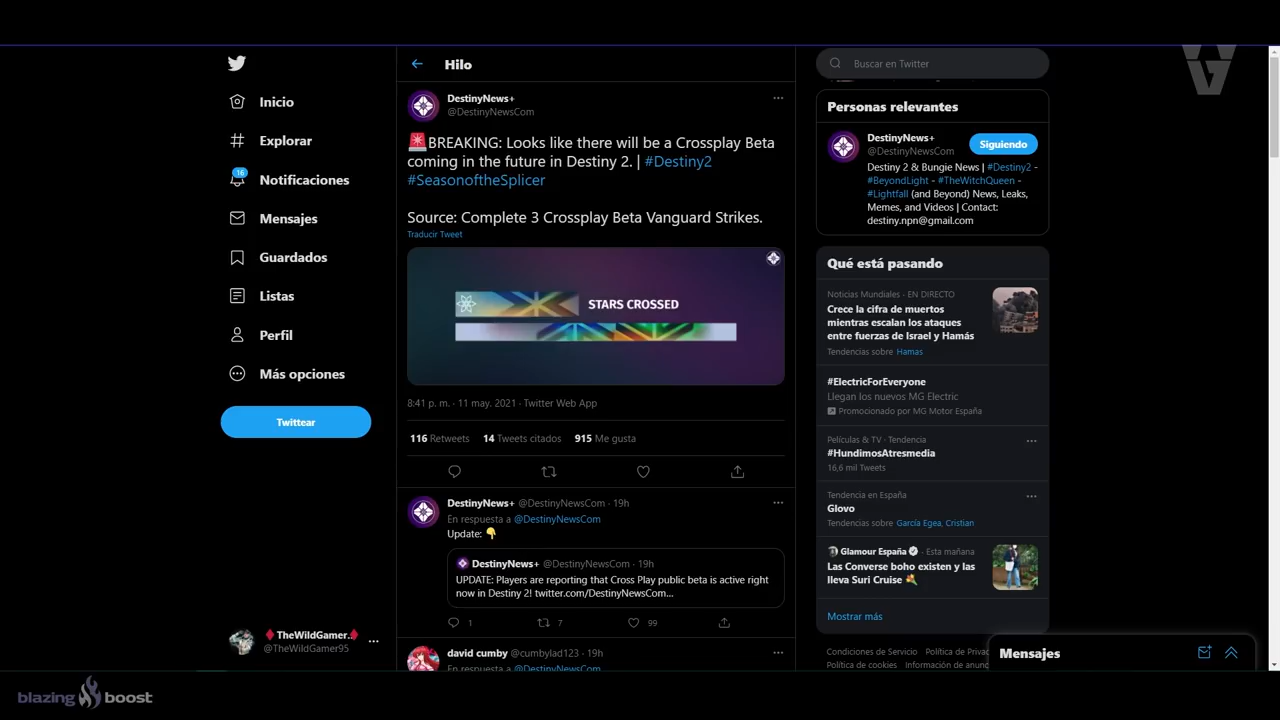 Hilo
Buscar en Twitter
Inicio
Explorar
16
Notificaciones
Mensajes
Guardados
Listas
Perfil
Más opciones
Twittear
TheWildGamer..
@TheWildGamer95
DestinyNews+
@DestinyNewsCom
🚨BREAKING: Looks like there will be a Crossplay Beta
coming in the future in Destiny 2. | #Destiny2
#SeasonoftheSplicer
Source: Complete 3 Crossplay Beta Vanguard Strikes.
Traducir Tweet
STARS CROSSED
8:41 p. m. · 11 may. 2021 · Twitter Web App
116 Retweets 14 Tweets citados 915 Me gusta
DestinyNews+ @DestinyNewsCom · 19h
En respuesta a @DestinyNewsCom
Update: 👇
DestinyNews+ @DestinyNewsCom · 19h
UPDATE: Players are reporting that Cross Play public beta is active right
now in Destiny 2! twitter.com/DestinyNewsCom...
1 7 99
david cumby @cumbylad123 · 19h
En respuesta a @DestinyNewsCom
Personas relevantes
DestinyNews+
@DestinyNewsCom
Siguiendo
Destiny 2 & Bungie News | #Destiny2 -
#BeyondLight - #TheWitchQueen -
#Lightfall (and Beyond) News, Leaks,
Memes, and Videos | Contact:
destiny.npn@gmail.com
Qué está pasando
Noticias Mundiales · EN DIRECTO
Crece la cifra de muertos
mientras escalan los ataques
entre fuerzas de Israel y Hamás
Tendencias sobre Hamas
#ElectricForEveryone
Llegan los nuevos MG Electric
Promocionado por MG Motor España
Películas & TV · Tendencia
#HundimosAtresmedia
16,6 mil Tweets
Tendencia en España
Glovo
Tendencias sobre García Egea, Cristian
Glamour España · Esta mañana
Las Converse boho existen y las
lleva Suri Cruise
Mostrar más
Condiciones de Servicio Política de Privac
Política de cookies Información de anunc
Mensajes
WG
blazing boost